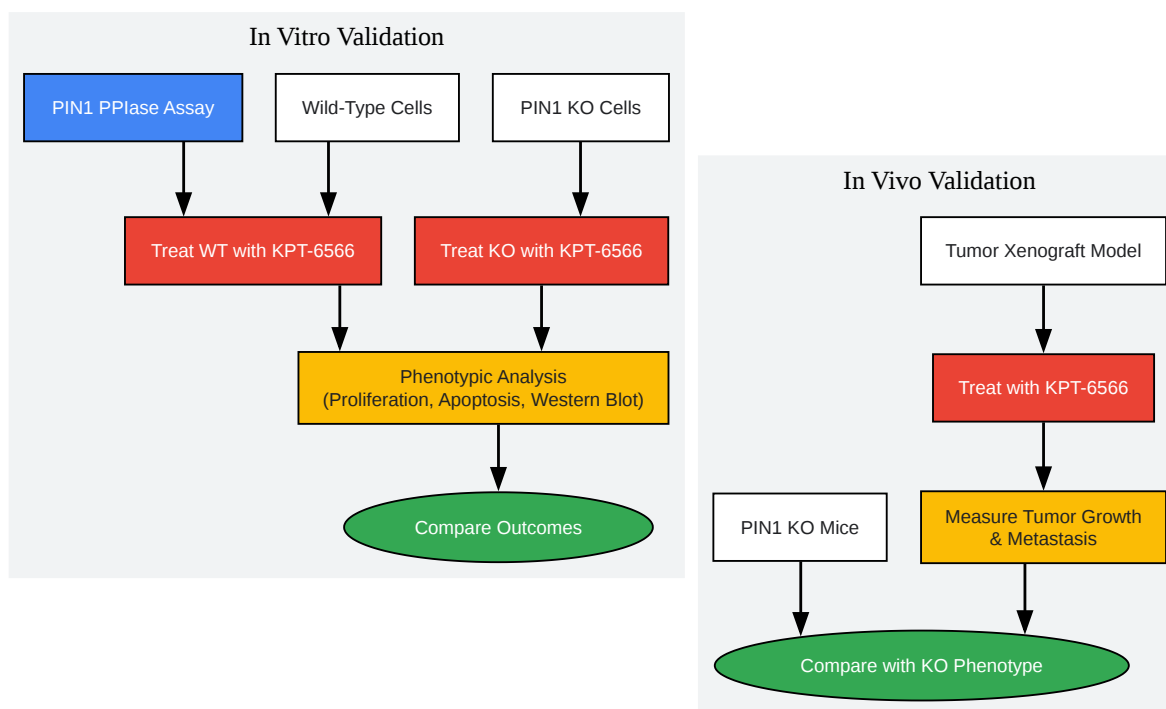 In Vitro Validation
PIN1 PPIase Assay
Wild-Type Cells
PIN1 KO Cells
Treat WT with KPT-6566
Treat KO with KPT-6566
Phenotypic Analysis
(Proliferation, Apoptosis, Western Blot)
Compare Outcomes
In Vivo Validation
Tumor Xenograft Model
Treat with KPT-6566
PIN1 KO Mice
Measure Tumor Growth
& Metastasis
Compare with KO Phenotype